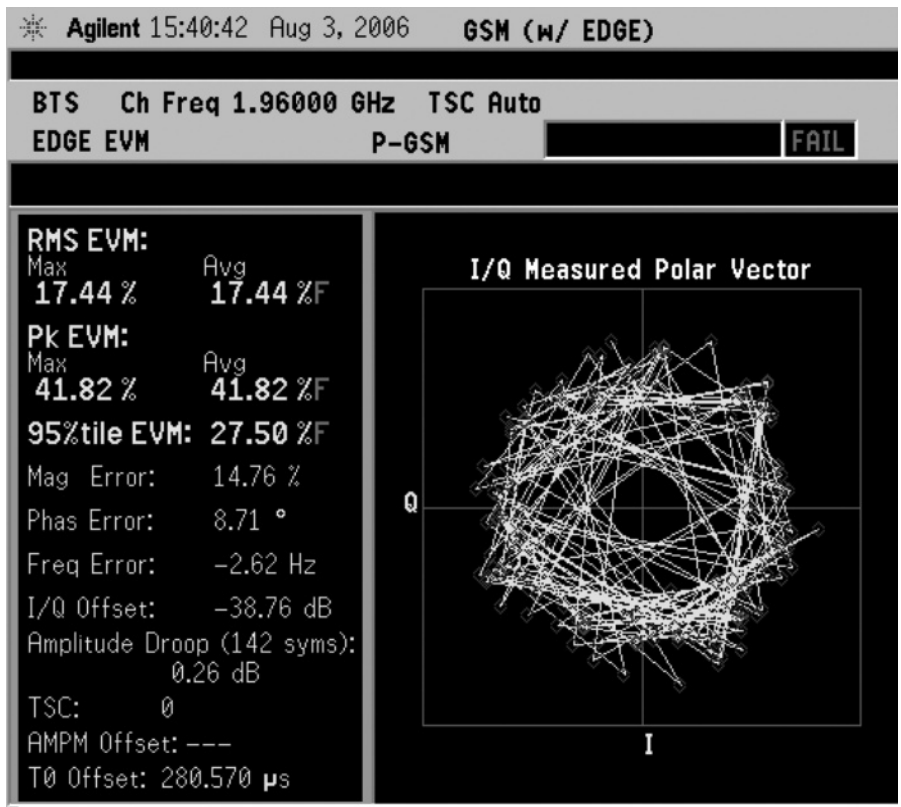 Agilent 15:40:42 Aug 3, 2006 GSM (w/ EDGE)
BTS Ch Freq 1.96000 GHz TSC Auto
EDGE EVM P-GSM FAIL
RMS EVM:
Max Avg
17.44 % 17.44 %F
Pk EVM:
Max Avg
41.82 % 41.82 %F
95%tile EVM: 27.50 %F
Mag Error: 14.76 %
Phas Error: 8.71 °
Freq Error: -2.62 Hz
I/Q Offset: -38.76 dB
Amplitude Droop (142 syms):
0.26 dB
TSC: 0
AMPM Offset: ---
T0 Offset: 280.570 µs
I/Q Measured Polar Vector
Q
I